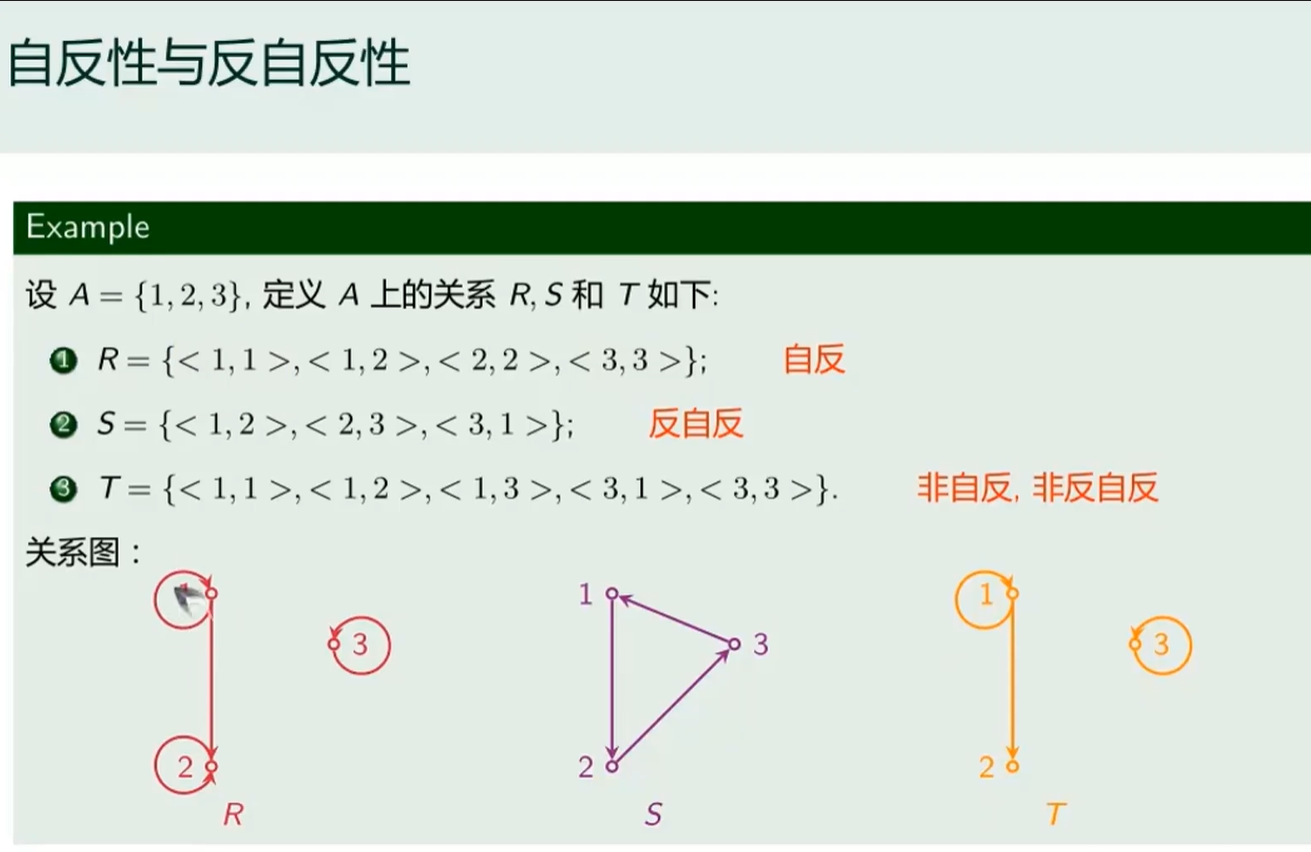 自反性与反自反性
Example
设 A = {1, 2, 3}, 定义 A 上的关系 R, S 和 T 如下:
1 R = {< 1, 1 >, < 1, 2 >, < 2, 2 >, < 3, 3 >}; 自反
2 S = {< 1, 2 >, < 2, 3 >, < 3, 1 >}; 反自反
3 T = {< 1, 1 >, < 1, 2 >, < 1, 3 >, < 3, 1 >, < 3, 3 >}. 非自反, 非反自反
关系图：
3
2
R
1
3
2
S
1
3
2
T